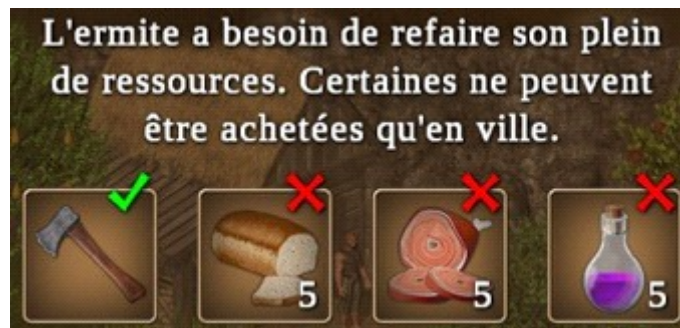 L'ermite a besoin de refaire son plein
de ressources. Certaines ne peuvent
être achetées qu'en ville.
5 5 5